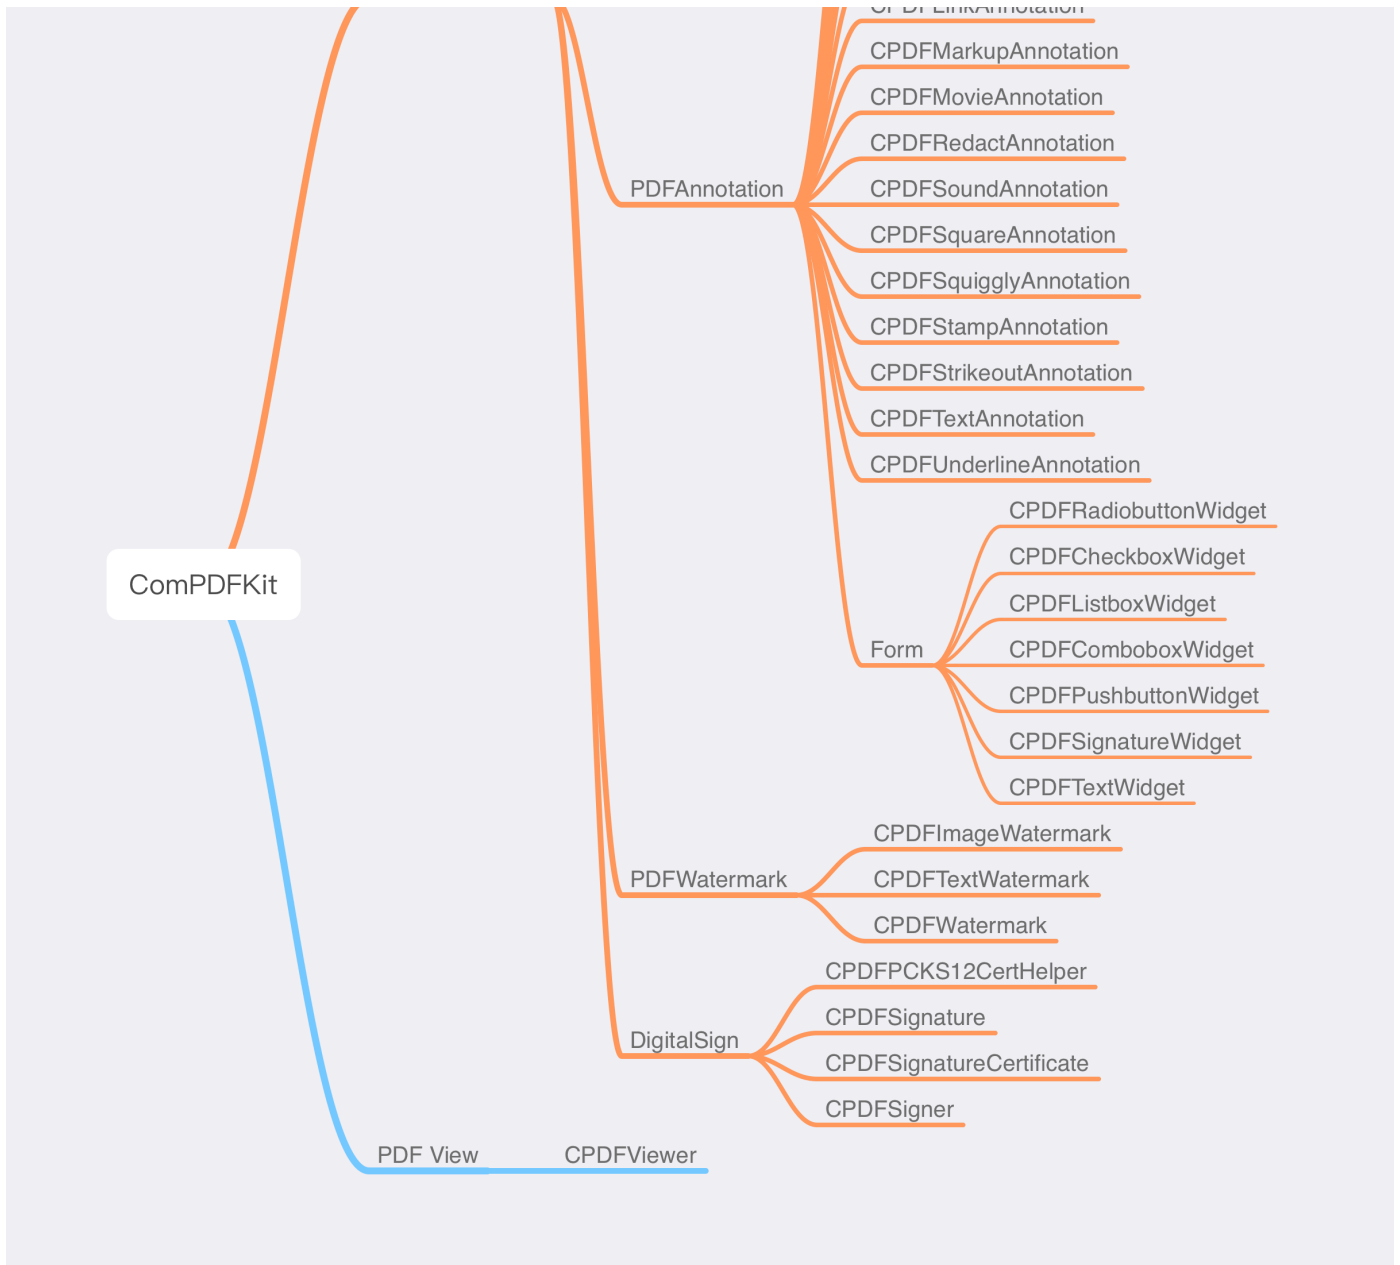 CPDFLinkAnnotation
CPDFMarkupAnnotation
CPDFMovieAnnotation
CPDFRedactAnnotation
PDFAnnotation
CPDFSoundAnnotation
CPDFSquareAnnotation
CPDFSquigglyAnnotation
CPDFStampAnnotation
CPDFStrikeoutAnnotation
CPDFTextAnnotation
CPDFUnderlineAnnotation
CPDFRadiobuttonWidget
CPDFCheckboxWidget
ComPDFKit
CPDFListboxWidget
Form
CPDFComboboxWidget
CPDFPushbuttonWidget
CPDFSignatureWidget
CPDFTextWidget
CPDFImageWatermark
PDFWatermark
CPDFTextWatermark
CPDFWatermark
CPDFPCKS12CertHelper
CPDFSignature
DigitalSign
CPDFSignatureCertificate
CPDFSigner
PDF View
CPDFViewer